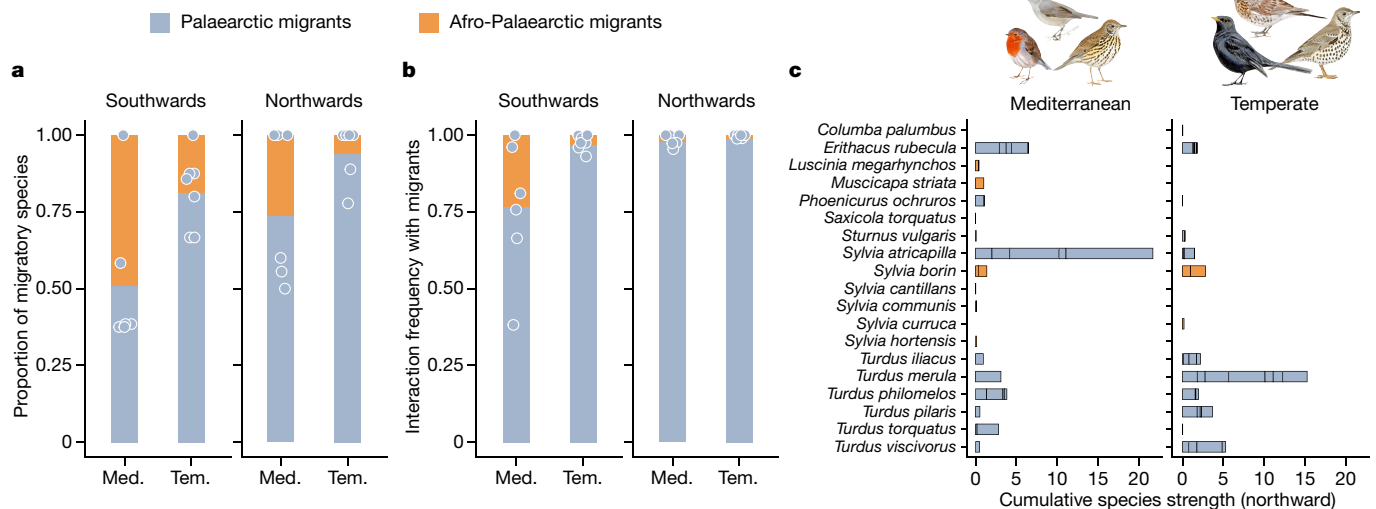 Palaearctic migrants
Afro-Palaearctic migrants
a
b
c
Southwards
Northwards
Southwards
Northwards
Mediterranean
Temperate
Proportion of migratory species
1.00
0.75
0.50
0.25
0
Med.
Tem.
Med.
Tem.
Interaction frequency with migrants
1.00
0.75
0.50
0.25
0
Med.
Tem.
Med.
Tem.
Columba palumbus
Erithacus rubecula
Luscinia megarhynchos
Muscicapa striata
Phoenicurus ochruros
Saxicola torquatus
Sturnus vulgaris
Sylvia atricapilla
Sylvia borin
Sylvia cantillans
Sylvia communis
Sylvia curruca
Sylvia hortensis
Turdus iliacus
Turdus merula
Turdus philomelos
Turdus pilaris
Turdus torquatus
Turdus viscivorus
0 5 10 15 20
0 5 10 15 20
Cumulative species strength (northward)